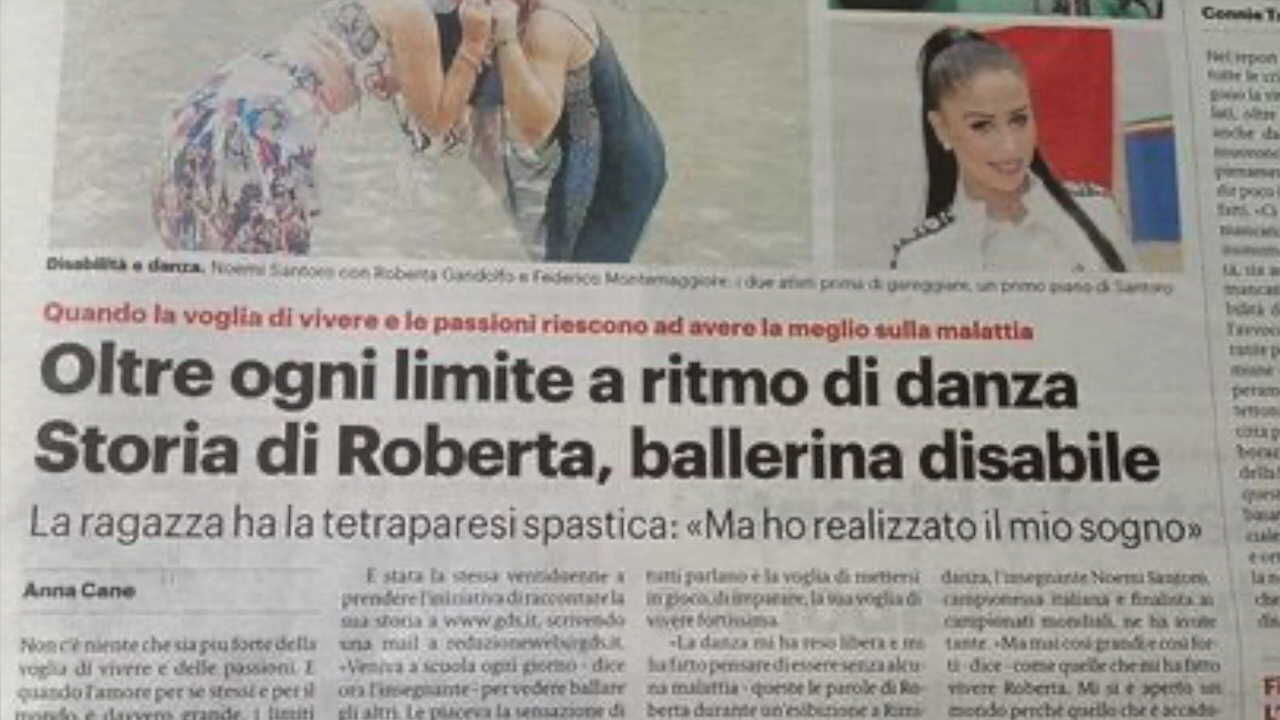 Connie T
Disabilità e danza. Noemi Santoro con Roberta Gandolfo e Federico Montemaggiore: i due atleti prima di gareggiare, un primo piano di Santoro
Quando la voglia di vivere e le passioni riescono ad avere la meglio sulla malattia
Oltre ogni limite a ritmo di danza
Storia di Roberta, ballerina disabile
La ragazza ha la tetraparesi spastica: «Ma ho realizzato il mio sogno»
Anna Cane
Non c'è niente che sia più forte della
voglia di vivere e delle passioni. E
quando l'amore per se stessi e per il
mondo è davvero grande, i limiti
È stata la stessa ventidoenne a
prendere l'iniziativa di raccontare la
sua storia a www.gds.it, scrivendo
una mail a redazioneweb@gds.it.
«Veniva a scuola ogni giorno - dice
ora l'insegnante - per vedere ballare
gli altri. Le piaceva la sensazione di
tutti parlano è la voglia di mettersi
in gioco, di imparare, la sua voglia di
vivere fortissima.
«La danza mi ha reso libera e mi
ha fatto pensare di essere senza alcu-
na malattia - queste le parole di Ro-
berta durante un'esibizione a Rimi-
danza, l'insegnante Noemi Santoro,
campionessa italiana e finalista ai
campionati mondiali, ne ha avute
tante. «Ma mai così grandi e così for-
ti - dice - come quelle che mi ha fatto
vivere Roberta. Mi si è aperto un
mondo perché quello che è accadu-
Nei report